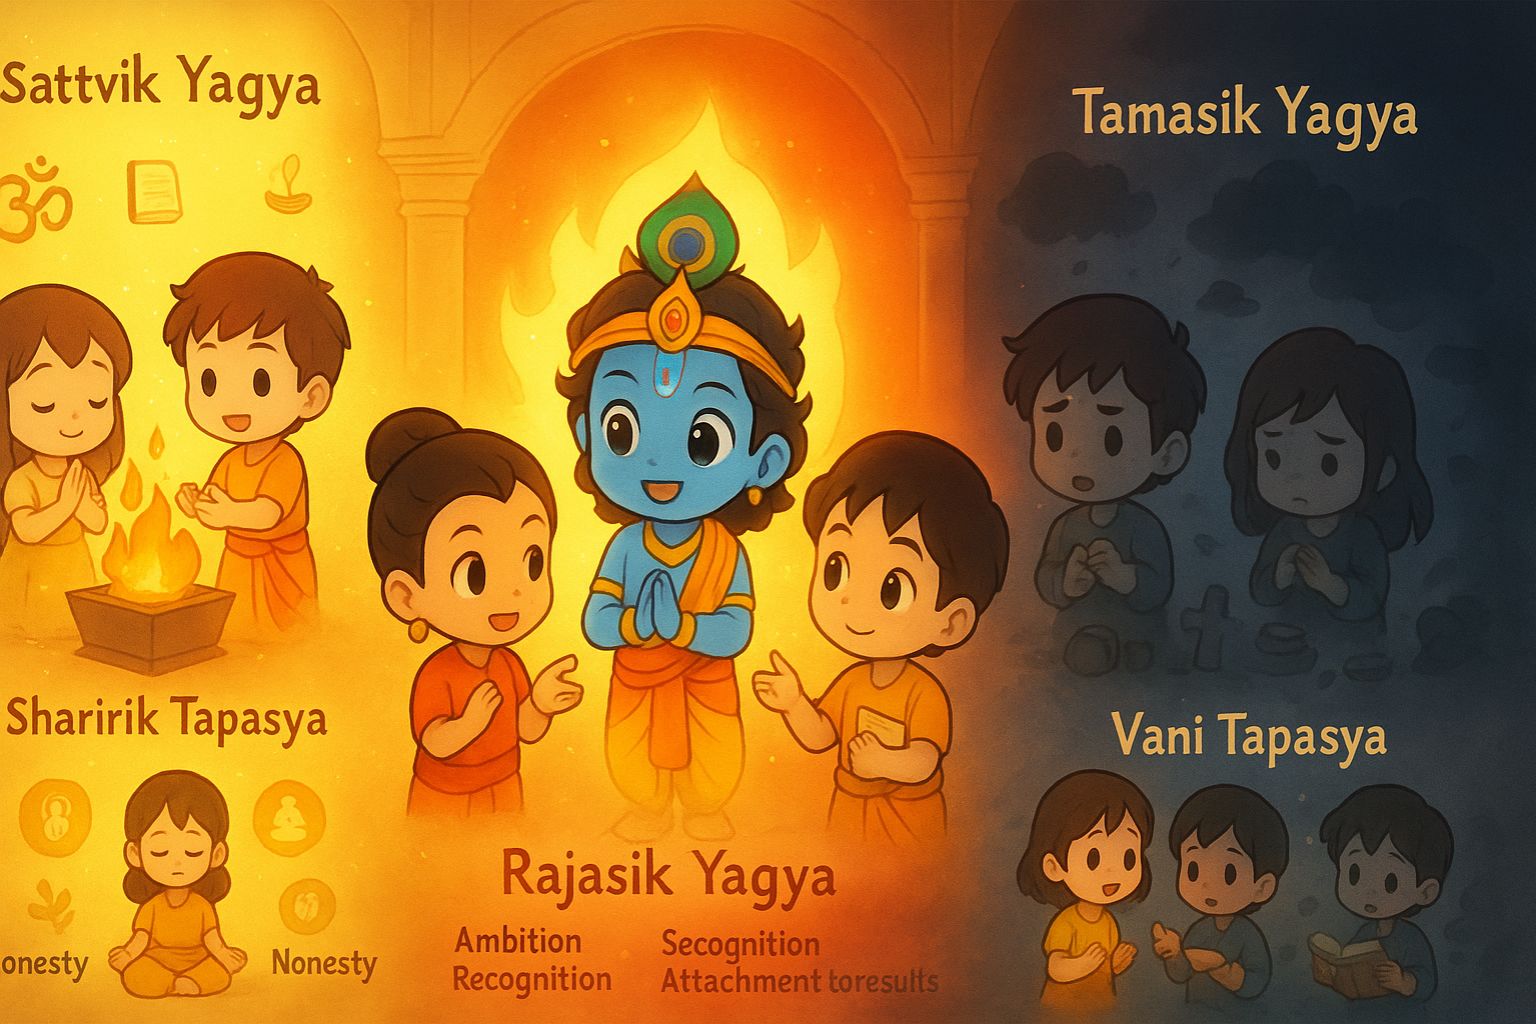 Sattvik Yagya
ॐ
Sharirik Tapasya
onesty
Nonesty
Rajasik Yagya
Ambition
Recognition
Secognition
Attachment toresults
Tamasik Yagya
Vani Tapasya